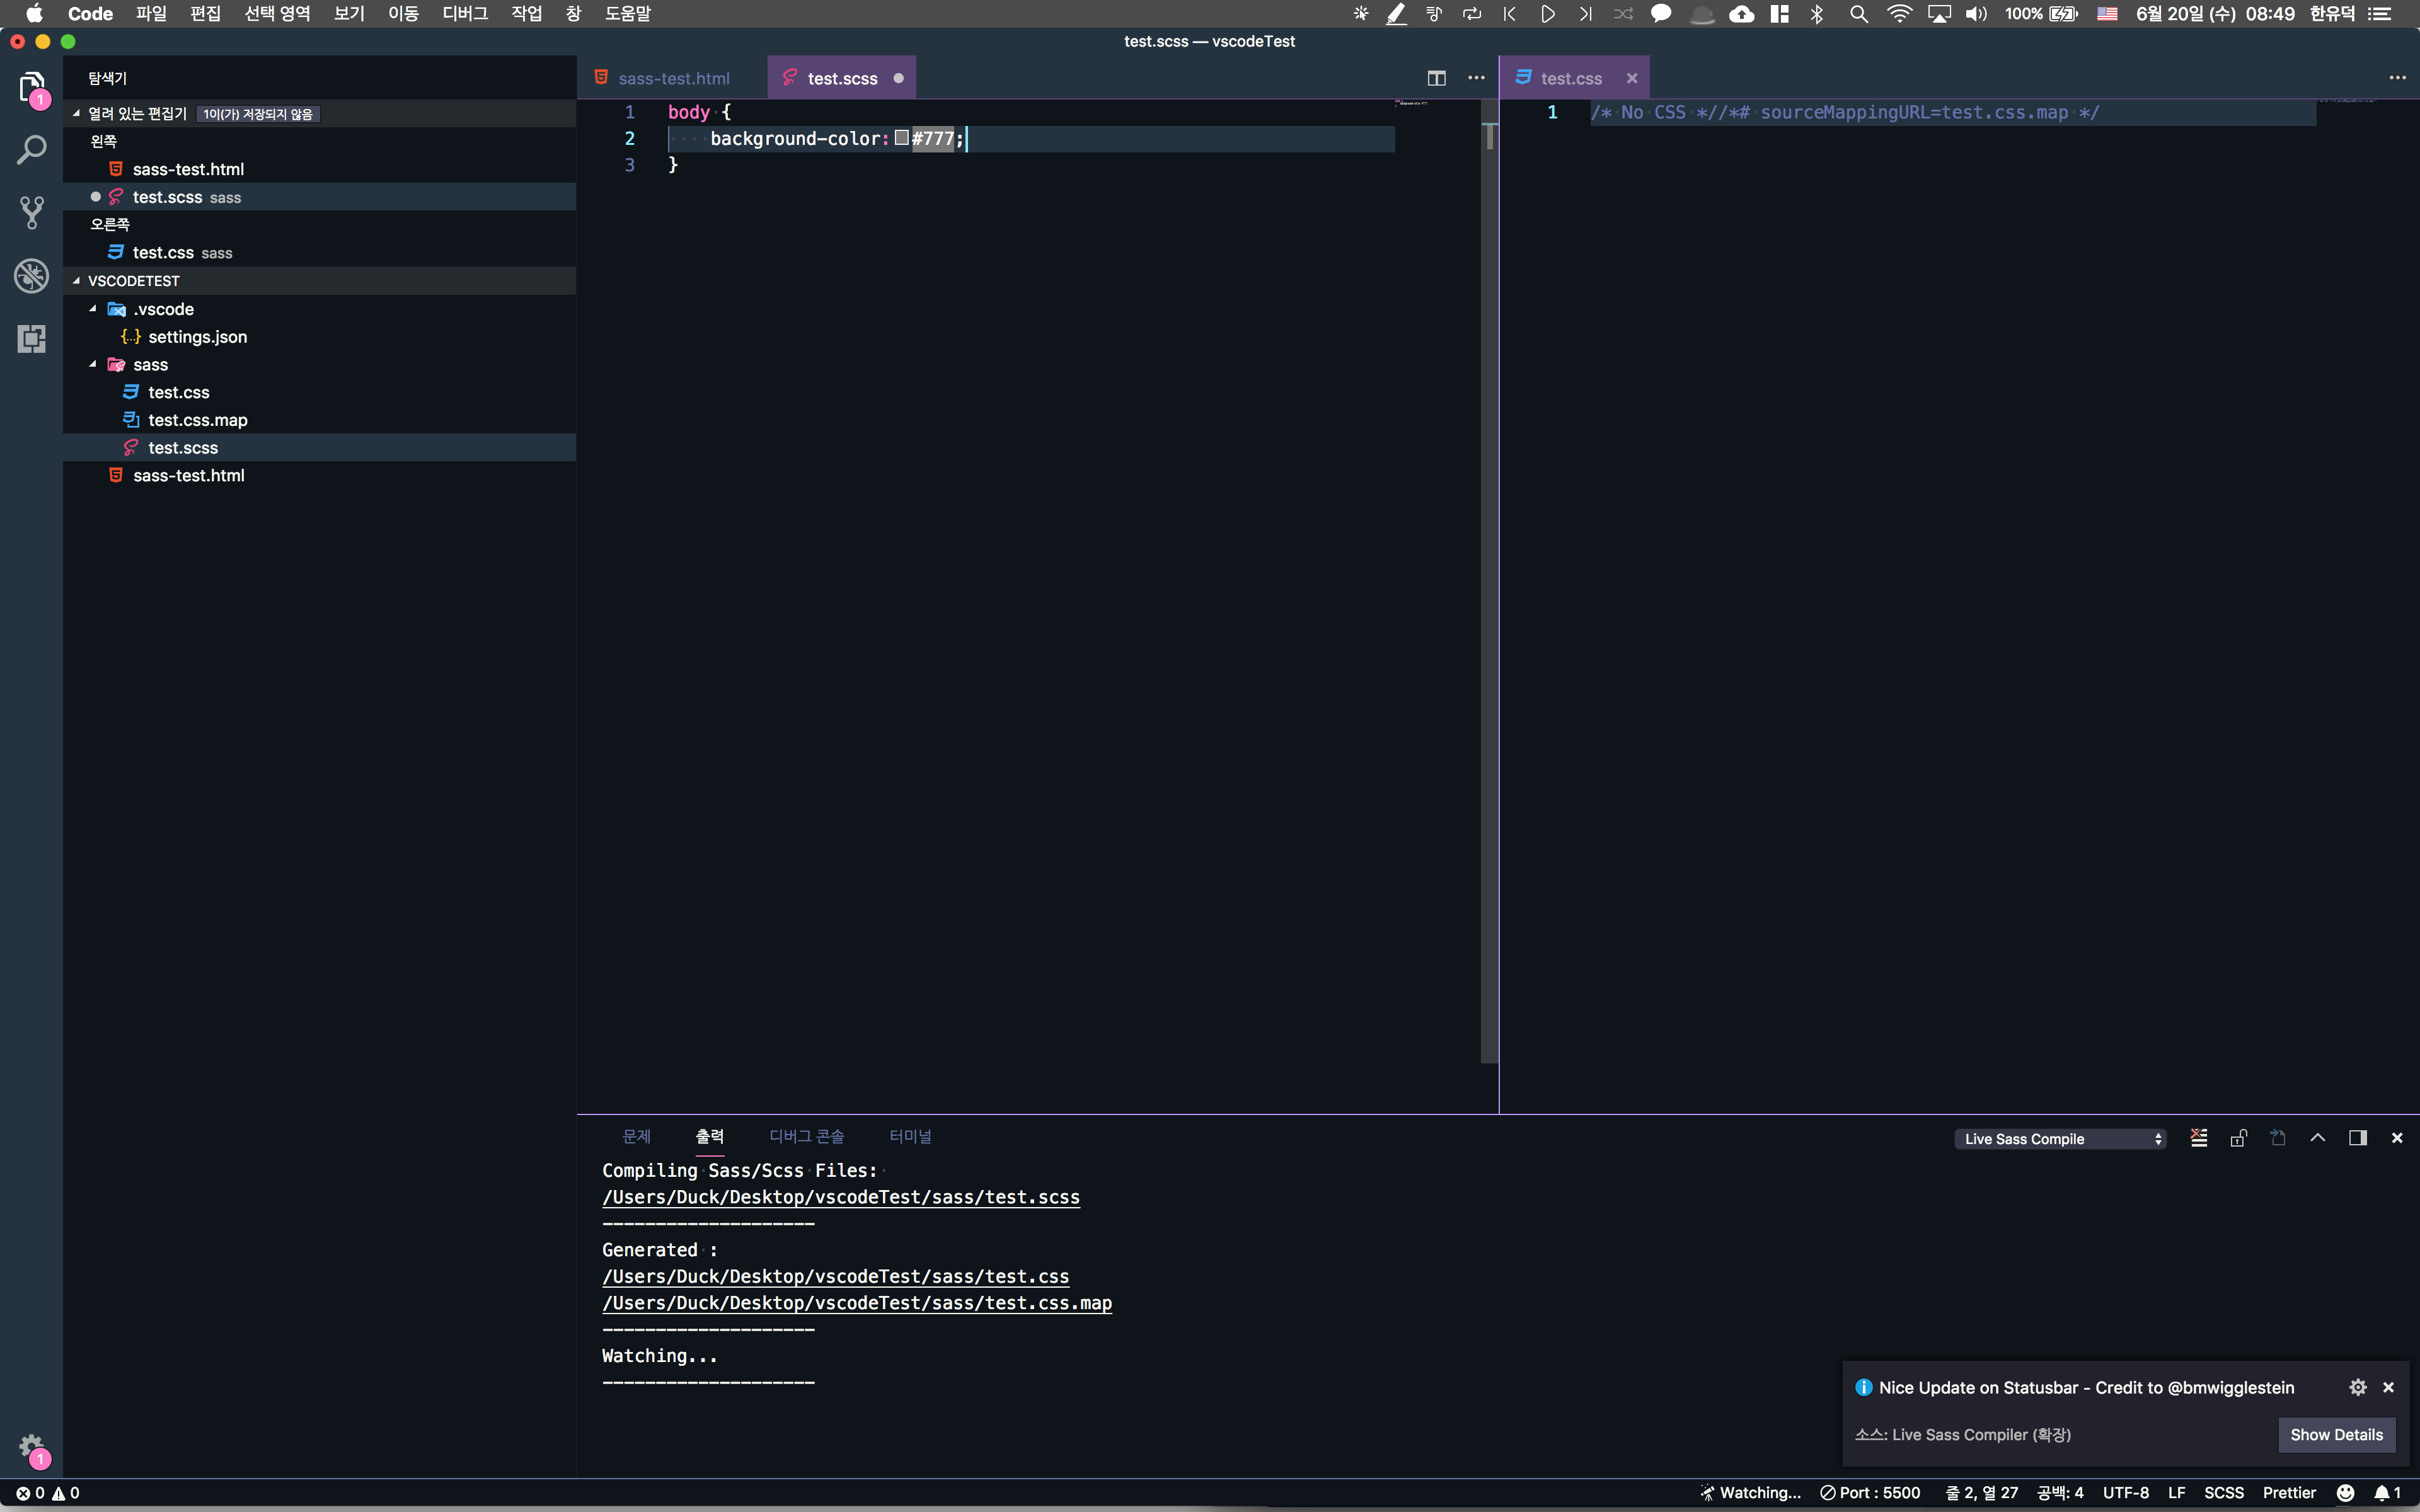 Code 파일 편집 선택 영역 보기 이동 디버그 작업 창 도움말 100% 6월 20일 (수) 08:49 한유덕
test.scss — vscodeTest
탐색기
sass-test.html test.scss test.css
열려 있는 편집기 1이(가) 저장되지 않음
왼쪽
sass-test.html
test.scss sass
오른쪽
test.css sass
VSCODETEST
.vscode
{..} settings.json
sass
test.css
test.css.map
test.scss
sass-test.html
1 body {
2 background-color: #777;
3 }
1 /* No CSS *//*# sourceMappingURL=test.css.map */
문제 출력 디버그 콘솔 터미널 Live Sass Compile
Compiling Sass/Scss Files:
/Users/Duck/Desktop/vscodeTest/sass/test.scss
--------------------
Generated :
/Users/Duck/Desktop/vscodeTest/sass/test.css
/Users/Duck/Desktop/vscodeTest/sass/test.css.map
--------------------
Watching...
--------------------
Nice Update on Statusbar - Credit to @bmwigglestein
소스: Live Sass Compiler (확장) Show Details
1
1
0 0 Watching... Port : 5500 줄 2, 열 27 공백: 4 UTF-8 LF SCSS Prettier 1